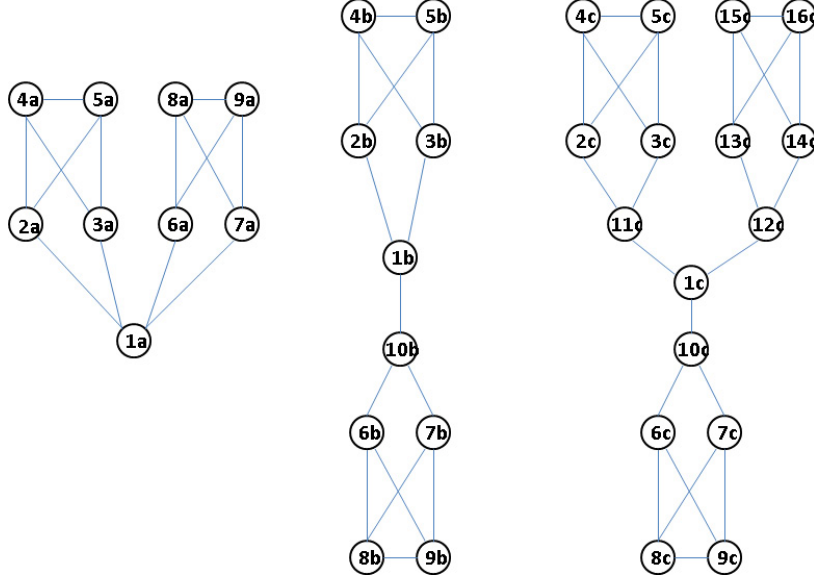 4b 5b 4c 5c 15c 16c
4a 5a 8a 9a
2b 3b 2c 3c 13c 14c
2a 3a 6a 7a 11c 12c
1b
1c
1a 10b 10c
6b 7b 6c 7c
8b 9b 8c 9c